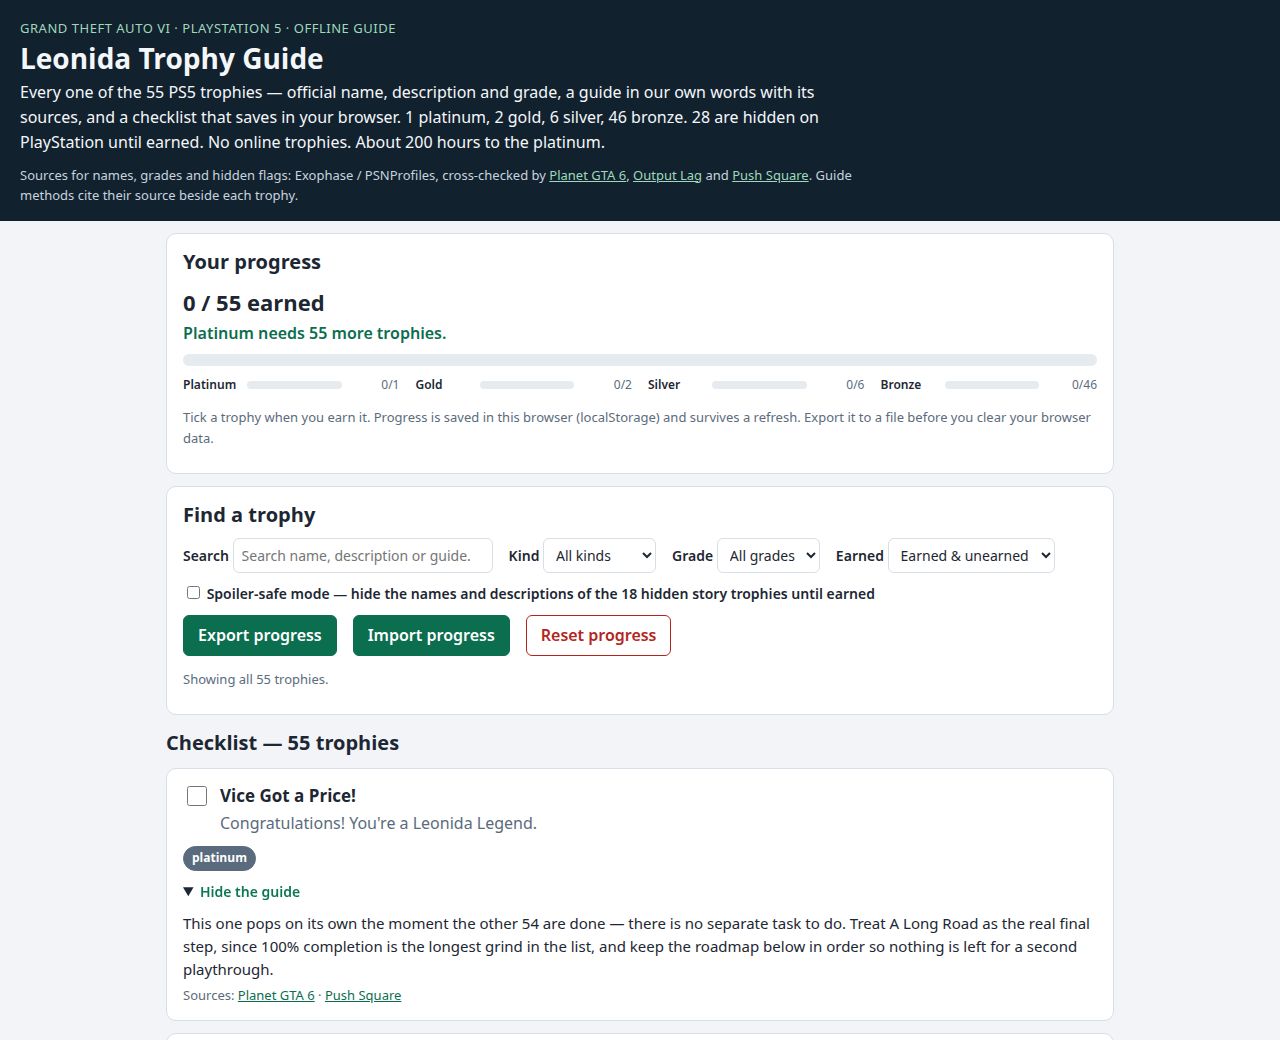 GRAND THEFT AUTO VI · PLAYSTATION 5 · OFFLINE GUIDE
Leonida Trophy Guide
Every one of the 55 PS5 trophies — official name, description and grade, a guide in our own words with its
sources, and a checklist that saves in your browser. 1 platinum, 2 gold, 6 silver, 46 bronze. 28 are hidden on
PlayStation until earned. No online trophies. About 200 hours to the platinum.
Sources for names, grades and hidden flags: Exophase / PSNProfiles, cross-checked by Planet GTA 6, Output Lag and Push Square. Guide
methods cite their source beside each trophy.
Your progress
0 / 55 earned
Platinum needs 55 more trophies.
Platinum 0/1 Gold 0/2 Silver 0/6 Bronze 0/46
Tick a trophy when you earn it. Progress is saved in this browser (localStorage) and survives a refresh. Export it to a file before you clear your browser
data.
Find a trophy
Search Search name, description or guide. Kind All kinds Grade All grades Earned Earned & unearned
Spoiler-safe mode — hide the names and descriptions of the 18 hidden story trophies until earned
Export progress Import progress Reset progress
Showing all 55 trophies.
Checklist — 55 trophies
Vice Got a Price!
Congratulations! You're a Leonida Legend.
platinum
Hide the guide
This one pops on its own the moment the other 54 are done — there is no separate task to do. Treat A Long Road as the real final
step, since 100% completion is the longest grind in the list, and keep the roadmap below in order so nothing is left for a second
playthrough.
Sources: Planet GTA 6 · Push Square